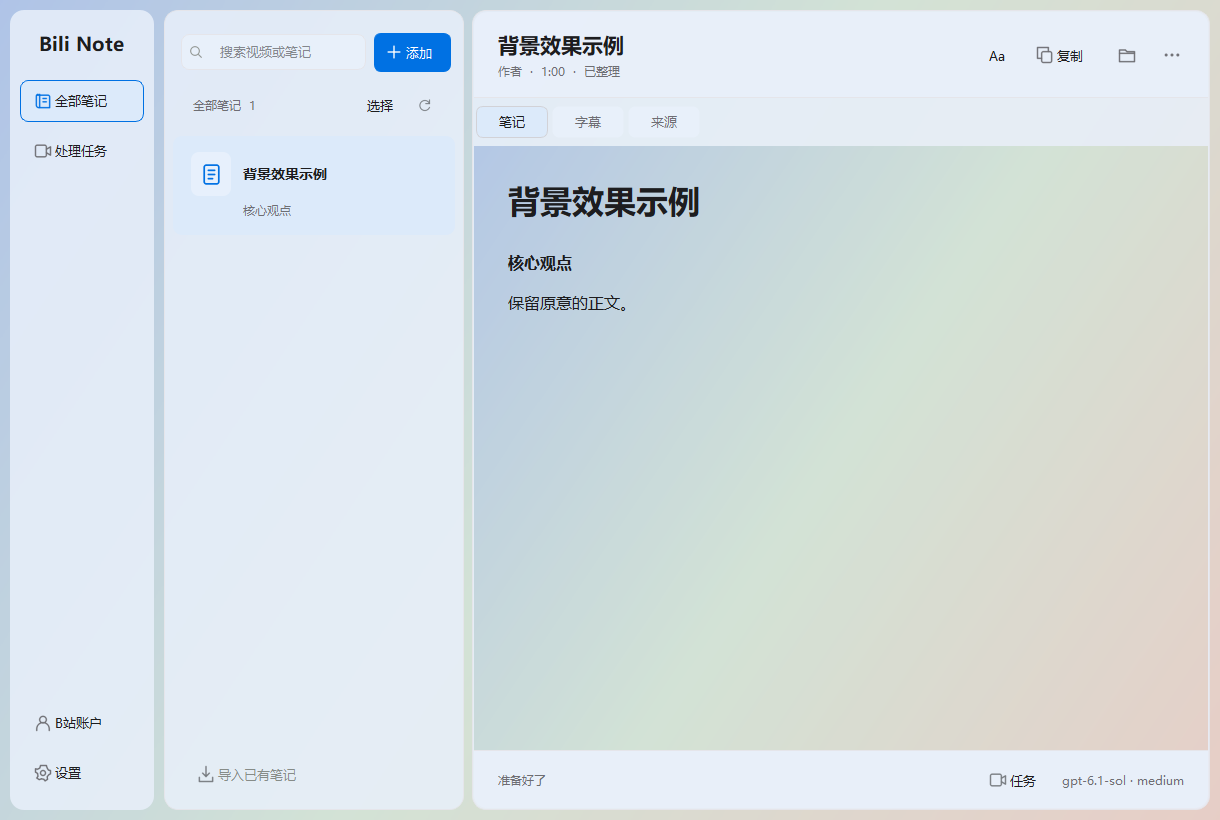 Bili Note
全部笔记
处理任务
B站账户
设置
搜索视频或笔记
添加
全部笔记 1
选择
背景效果示例
核心观点
导入已有笔记
背景效果示例
作者 · 1:00 · 已整理
Aa
复制
笔记
字幕
来源
背景效果示例
核心观点
保留原意的正文。
准备好了
任务
gpt-6.1-sol · medium